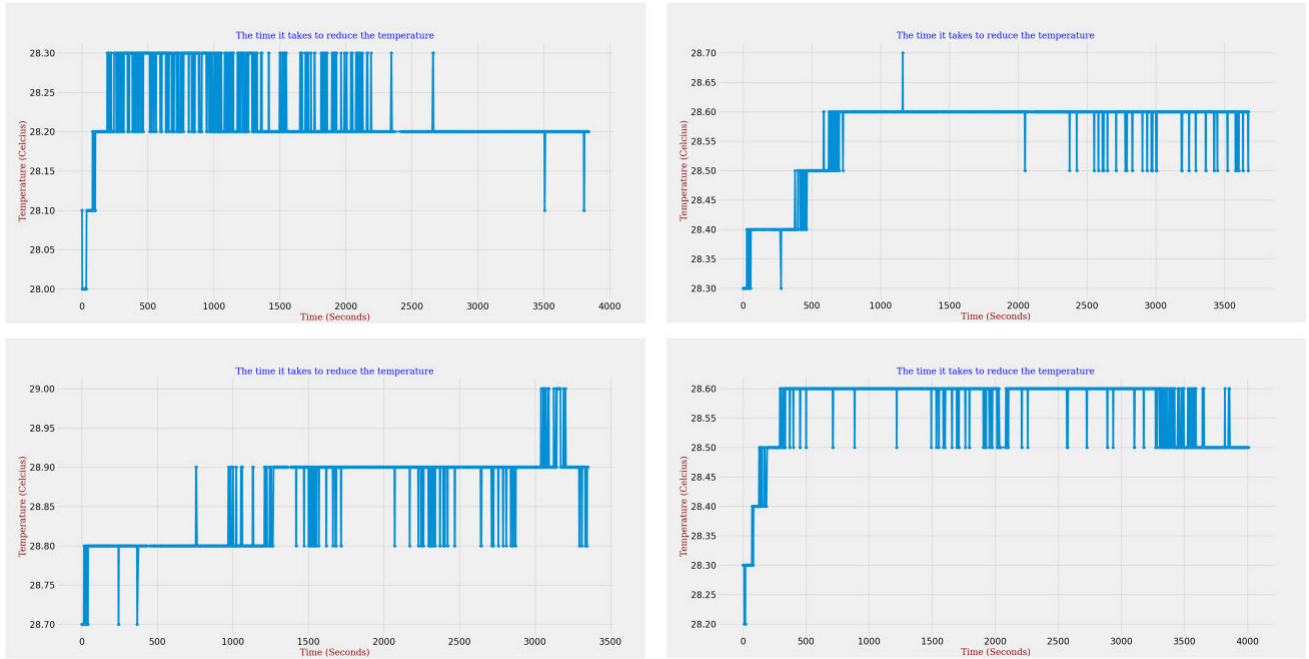 The time it takes to reduce the temperature
Temperature (Celcius)
28.30
28.25
28.20
28.15
28.10
28.05
28.00
0 500 1000 1500 2000 2500 3000 3500 4000
Time (Seconds)
The time it takes to reduce the temperature
Temperature (Celcius)
28.70
28.65
28.60
28.55
28.50
28.45
28.40
28.35
28.30
0 500 1000 1500 2000 2500 3000 3500
Time (Seconds)
The time it takes to reduce the temperature
Temperature (Celcius)
29.00
28.95
28.90
28.85
28.80
28.75
28.70
0 500 1000 1500 2000 2500 3000 3500
Time (Seconds)
The time it takes to reduce the temperature
Temperature (Celcius)
28.60
28.55
28.50
28.45
28.40
28.35
28.30
28.25
28.20
0 500 1000 1500 2000 2500 3000 3500 4000
Time (Seconds)